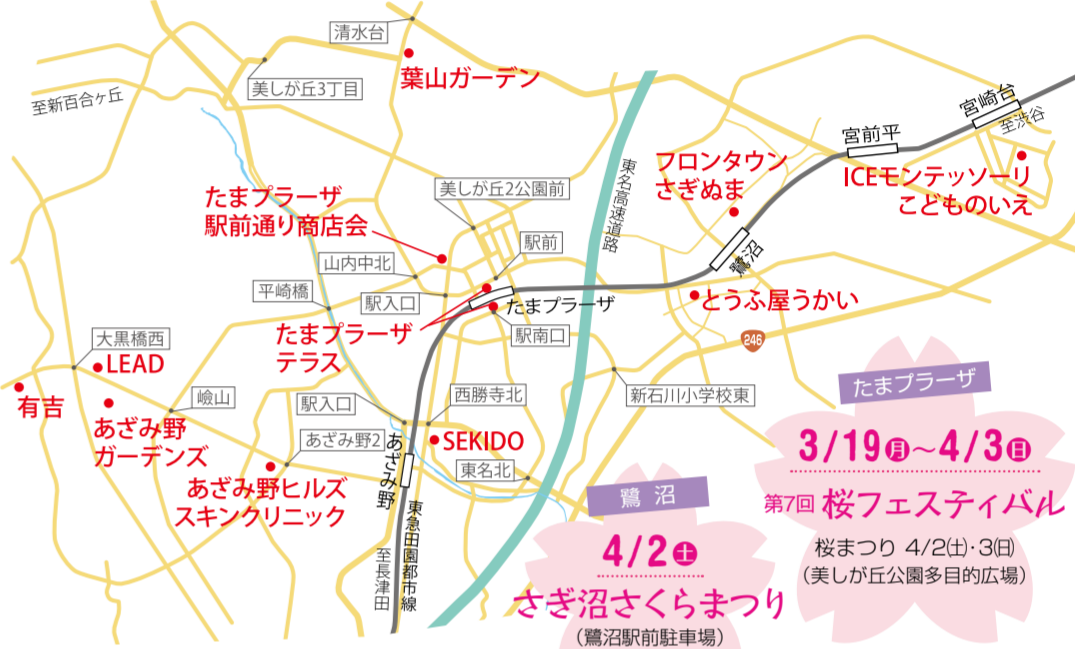 清水台
葉山ガーデン
美しが丘3丁目
至新百合ヶ丘
宮崎台
至渋谷
宮前平
ICEモンテッソーリ
こどものいえ
フロンタウン
さぎぬま
東名高速道路
美しが丘2公園前
たまプラーザ
駅前通り商店会
駅前
鷺沼
山内中北
平崎橋
駅入口
たまプラーザ
とうふ屋うかい
たまプラーザ
テラス
駅南口
246
大黒橋西
LEAD
有吉
嶮山
あざみ野
ガーデンズ
駅入口
西勝寺北
新石川小学校東
あざみ野2
あざみ野
SEKIDO
東名北
あざみ野ヒルズ
スキンクリニック
東急田園都市線
至長津田
鷺沼
4/2土
さぎ沼さくらまつり
(鷺沼駅前駐車場)
たまプラーザ
3/19月〜4/3日
第7回 桜フェスティバル
桜まつり 4/2(土)・3(日)
(美しが丘公園多目的広場)